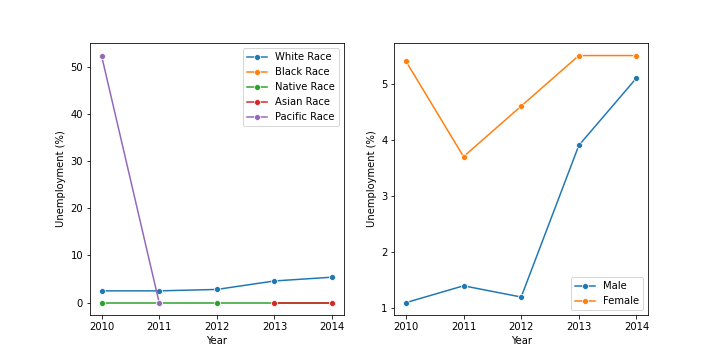 Unemployment (%)
50
40
30
20
10
0
2010 2011 2012 2013 2014
Year
White Race
Black Race
Native Race
Asian Race
Pacific Race
Unemployment (%)
5
4
3
2
1
2010 2011 2012 2013 2014
Year
Male
Female